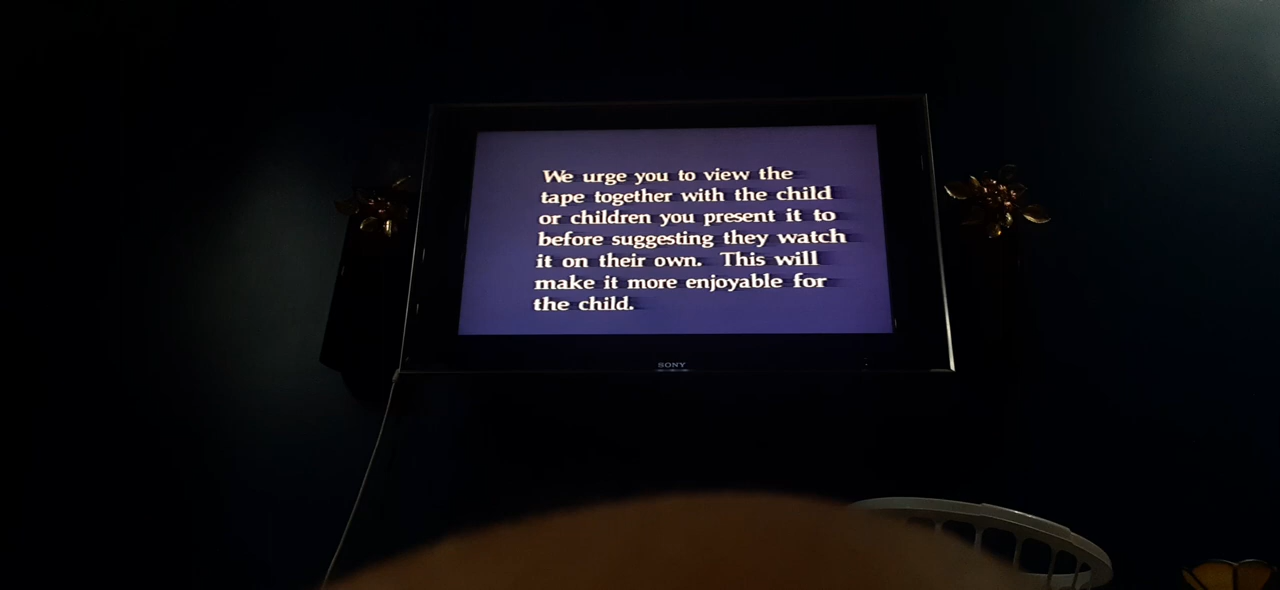 We urge you to view the
tape together with the child
or children you present it to
before suggesting they watch
it on their own. This will
make it more enjoyable for
the child.
SONY